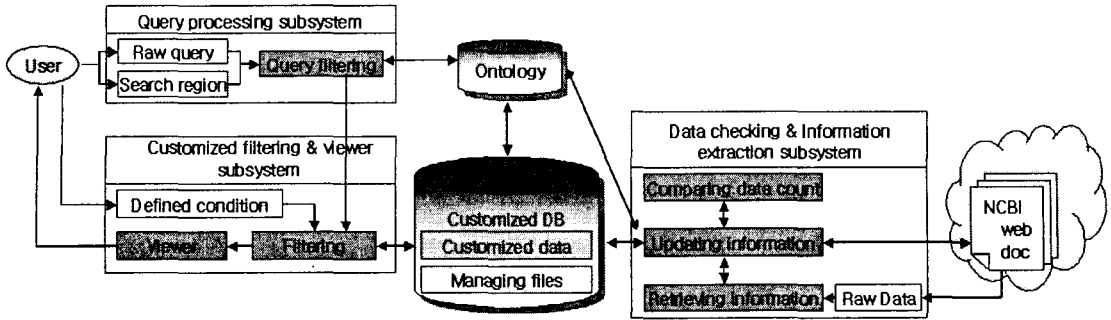 Query processing subsystem
User
Raw query
Search region
Query filtering
Ontology
Customized filtering & viewer
subsystem
Defined condition
Viewer
Filtering
Customized DB
Customized data
Managing files
Data checking & Information
extraction subsystem
Comparing data count
Updating information
Retrieving information
Raw Data
NCBI
web
doc